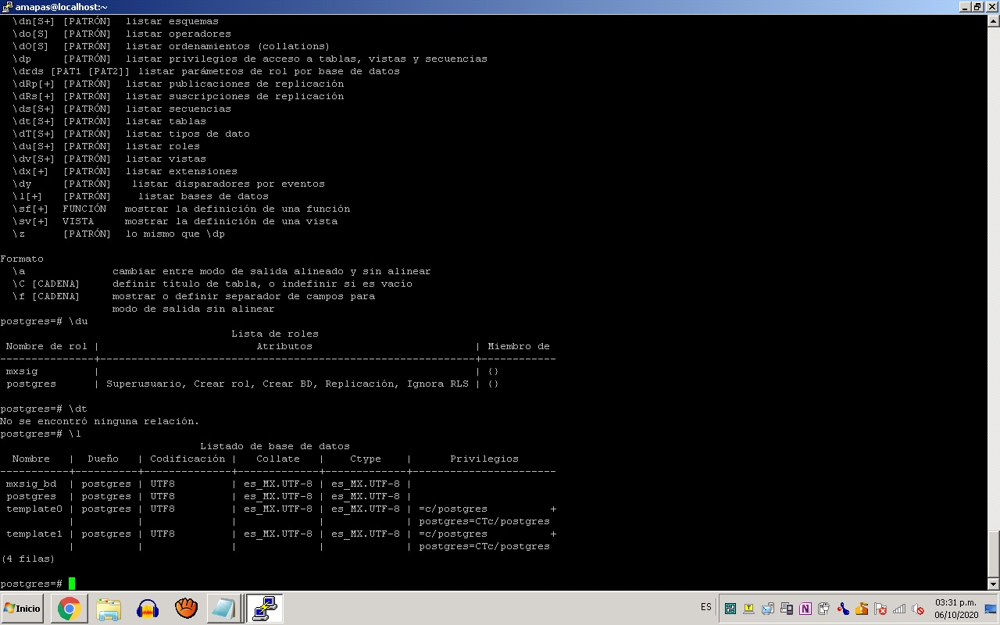 amapas@localhost:~
\dn[S+] [PATRÓN]  listar esquemas
\do[S]  [PATRÓN]  listar operadores
\dO[S]  [PATRÓN]  listar ordenamientos (collations)
\dp     [PATRÓN]  listar privilegios de acceso a tablas, vistas y secuencias
\drds [PAT1 [PAT2]] listar parámetros de rol por base de datos
\dRp[+] [PATRÓN]  listar publicaciones de replicación
\dRs[+] [PATRÓN]  listar suscripciones de replicación
\ds[S+] [PATRÓN]  listar secuencias
\dt[S+] [PATRÓN]  listar tablas
\dT[S+] [PATRÓN]  listar tipos de dato
\du[S+] [PATRÓN]  listar roles
\dv[S+] [PATRÓN]  listar vistas
\dx[+]  [PATRÓN]  listar extensiones
\dy     [PATRÓN]   listar disparadores por eventos
\l[+]   [PATRÓN]    listar bases de datos
\sf[+]  FUNCIÓN   mostrar la definición de una función
\sv[+]  VISTA     mostrar la definición de una vista
\z      [PATRÓN]  lo mismo que \dp
Formato
\a              cambiar entre modo de salida alineado y sin alinear
\C [CADENA]     definir título de tabla, o indefinir si es vacío
\f [CADENA]     mostrar o definir separador de campos para
modo de salida sin alinear
postgres=# \du
Lista de roles
Nombre de rol |                         Atributos                          | Miembro de
---------------+------------------------------------------------------------+------------
mxsig         |                                                            | {}
postgres      | Superusuario, Crear rol, Crear BD, Replicación, Ignora RLS | {}
postgres=# \dt
No se encontró ninguna relación.
postgres=# \l
Listado de base de datos
Nombre   |  Dueño   | Codificación |   Collate   |    Ctype    |      Privilegios
-----------+----------+--------------+-------------+-------------+-----------------------
mxsig_bd  | postgres | UTF8         | es_MX.UTF-8 | es_MX.UTF-8 |
postgres  | postgres | UTF8         | es_MX.UTF-8 | es_MX.UTF-8 |
template0 | postgres | UTF8         | es_MX.UTF-8 | es_MX.UTF-8 | =c/postgres          +
|          |              |             |             | postgres=CTc/postgres
template1 | postgres | UTF8         | es_MX.UTF-8 | es_MX.UTF-8 | =c/postgres          +
|          |              |             |             | postgres=CTc/postgres
(4 filas)
postgres=#
Inicio
ES
03:31 p.m.
06/10/2020